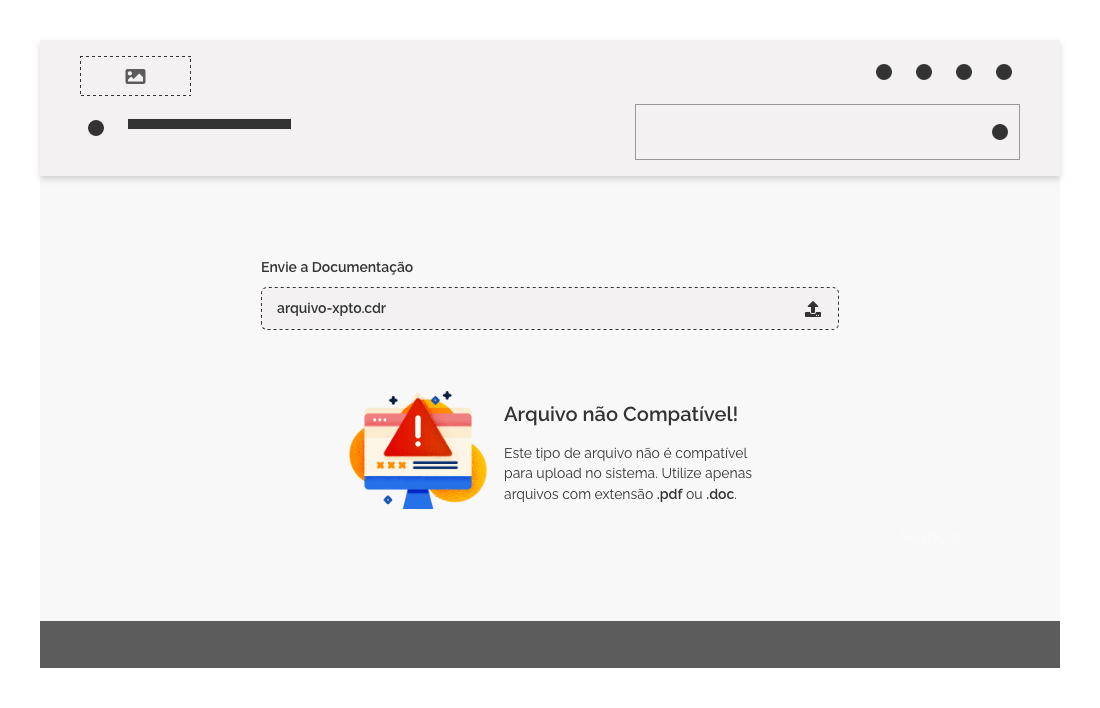 Envie a Documentação
arquivo-xpto.cdr
Arquivo não Compatível!
Este tipo de arquivo não é compatível
para upload no sistema. Utilize apenas
arquivos com extensão .pdf ou .doc.